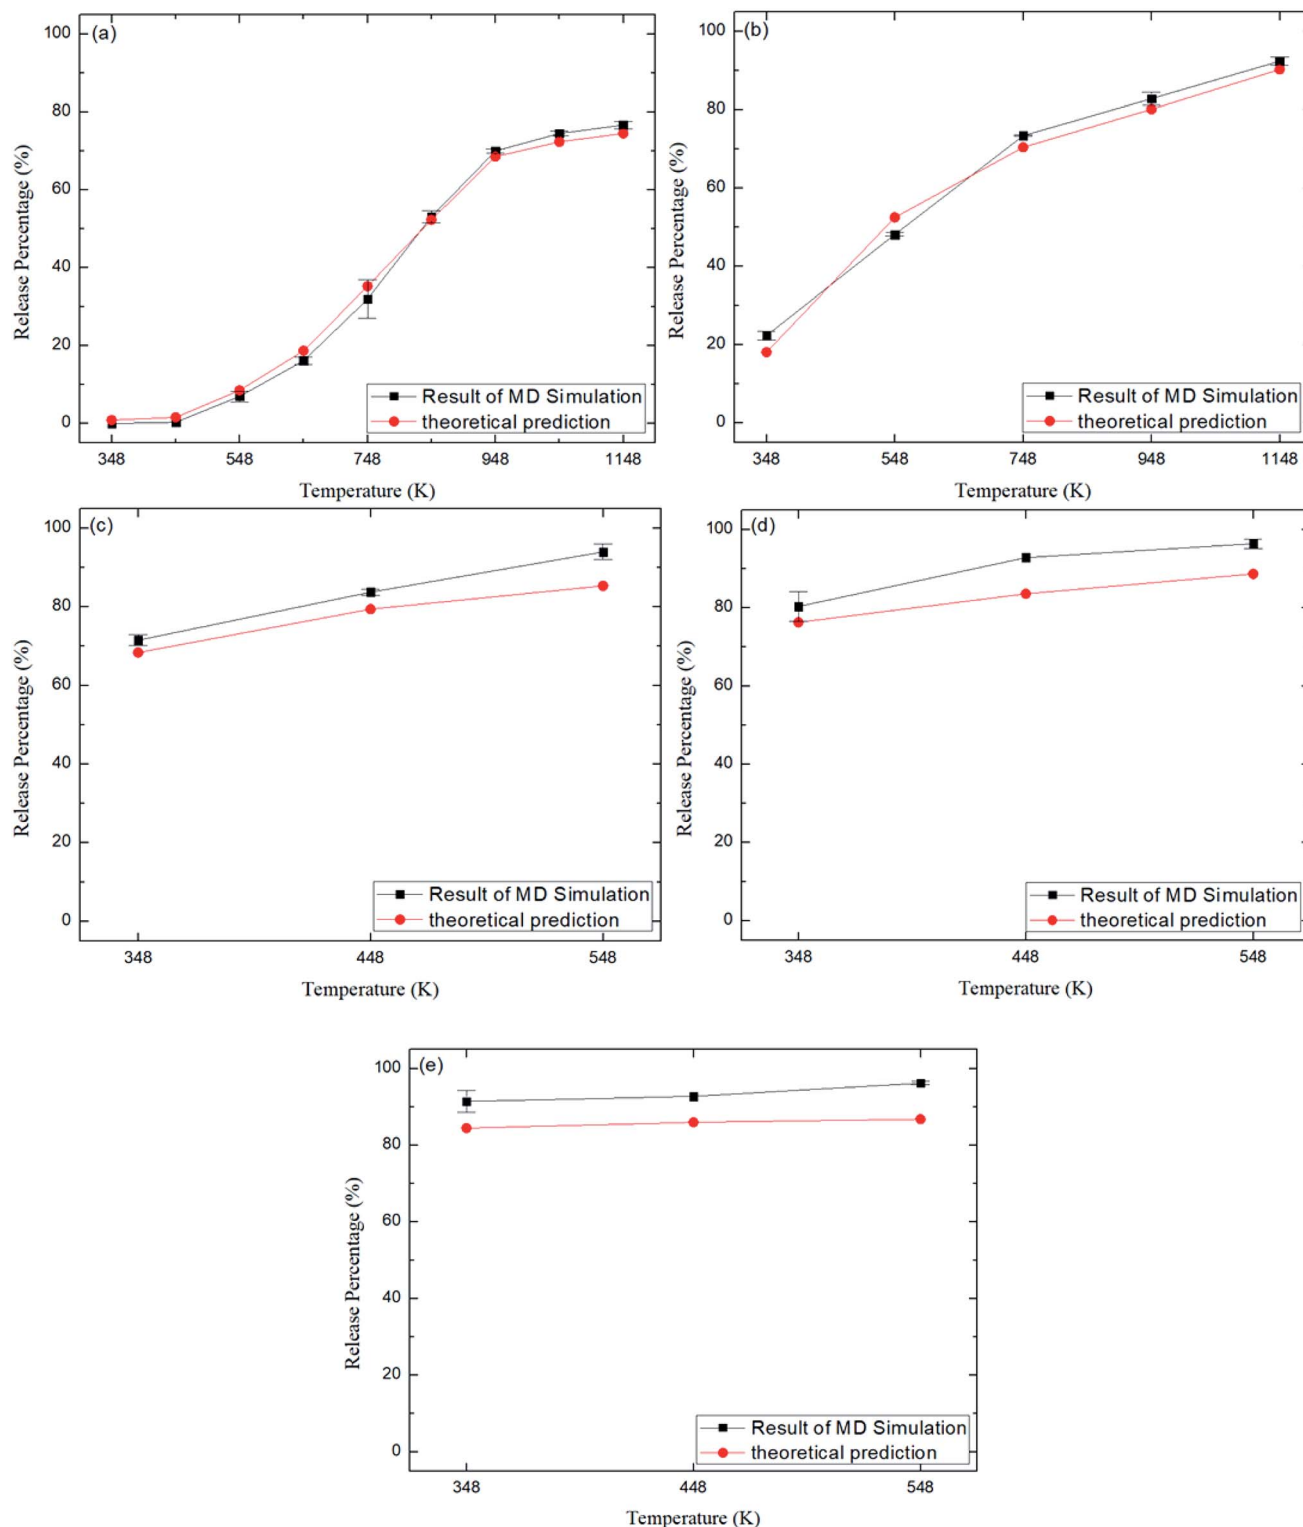 (a)
100
80
60
40
20
0
Release Percentage (%)
Result of MD Simulation
theoretical prediction
348 548 748 948 1148
Temperature (K)
(b)
100
80
60
40
20
0
Release Percentage (%)
Result of MD Simulation
theoretical prediction
348 548 748 948 1148
Temperature (K)
(c)
100
80
60
40
20
0
Release Percentage (%)
Result of MD Simulation
theoretical prediction
348 448 548
Temperature (K)
(d)
100
80
60
40
20
0
Release Percentage (%)
Result of MD Simulation
theoretical prediction
348 448 548
Temperature (K)
(e)
100
80
60
40
20
0
Release Percentage (%)
Result of MD Simulation
theoretical prediction
348 448 548
Temperature (K)